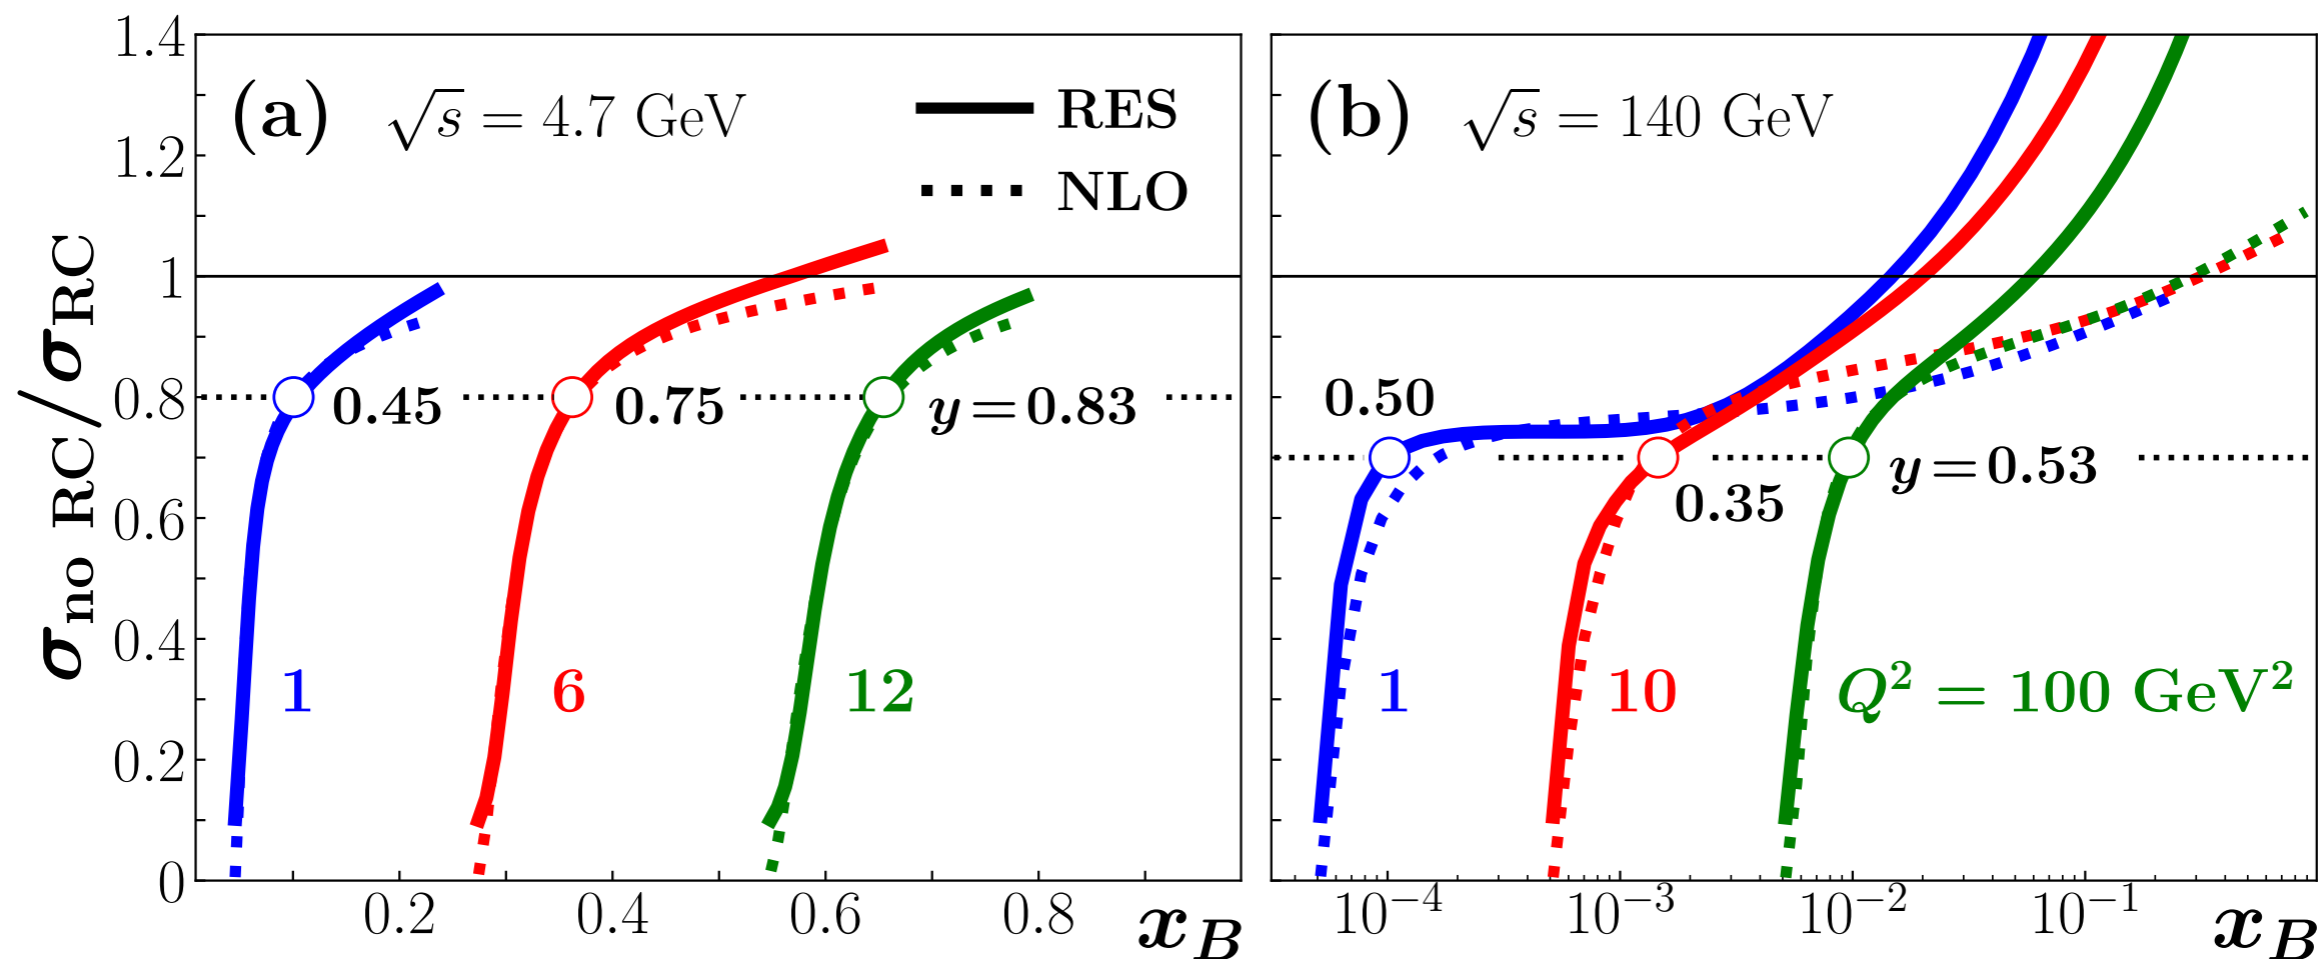 σno RC/σRC
1.4
1.2
1
0.8
0.6
0.4
0.2
0
(a) √s = 4.7 GeV
RES
NLO
0.45
0.75
y = 0.83
1
6
12
0.2 0.4 0.6 0.8
xB
(b) √s = 140 GeV
0.50
0.35
y = 0.53
1
10
Q² = 100 GeV²
10⁻⁴ 10⁻³ 10⁻² 10⁻¹
xB